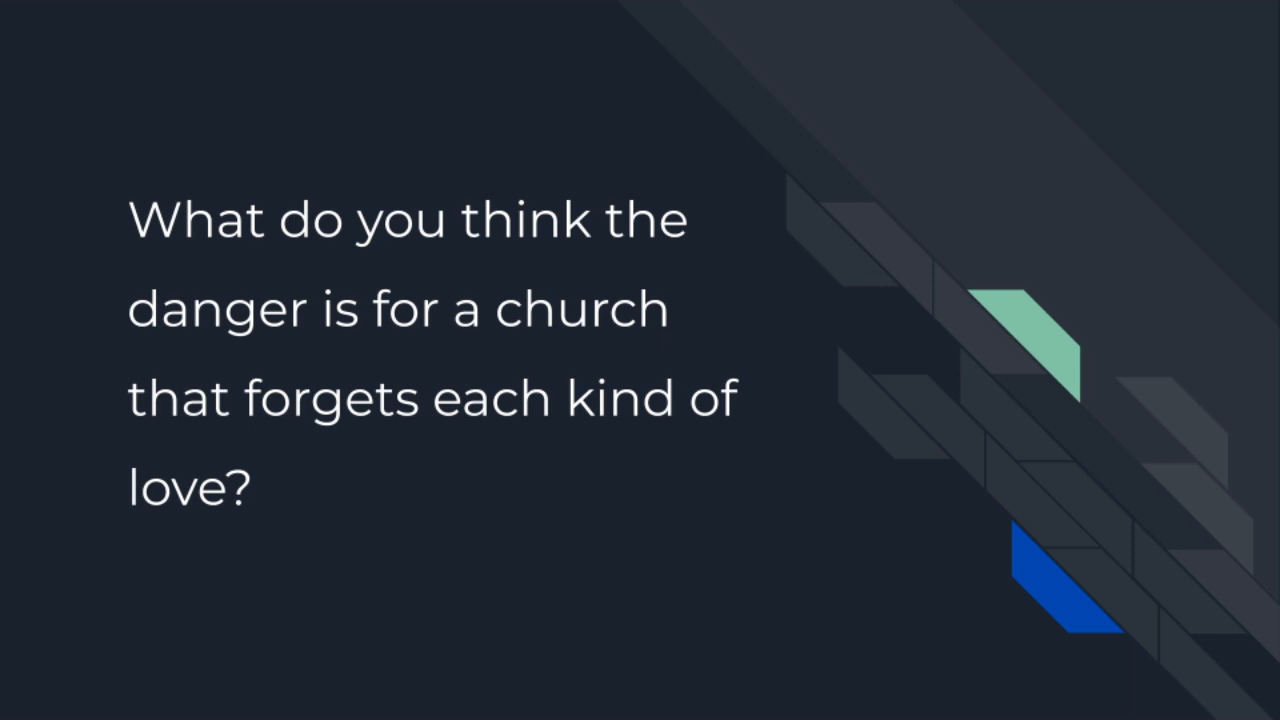 What do you think the
danger is for a church
that forgets each kind of
love?